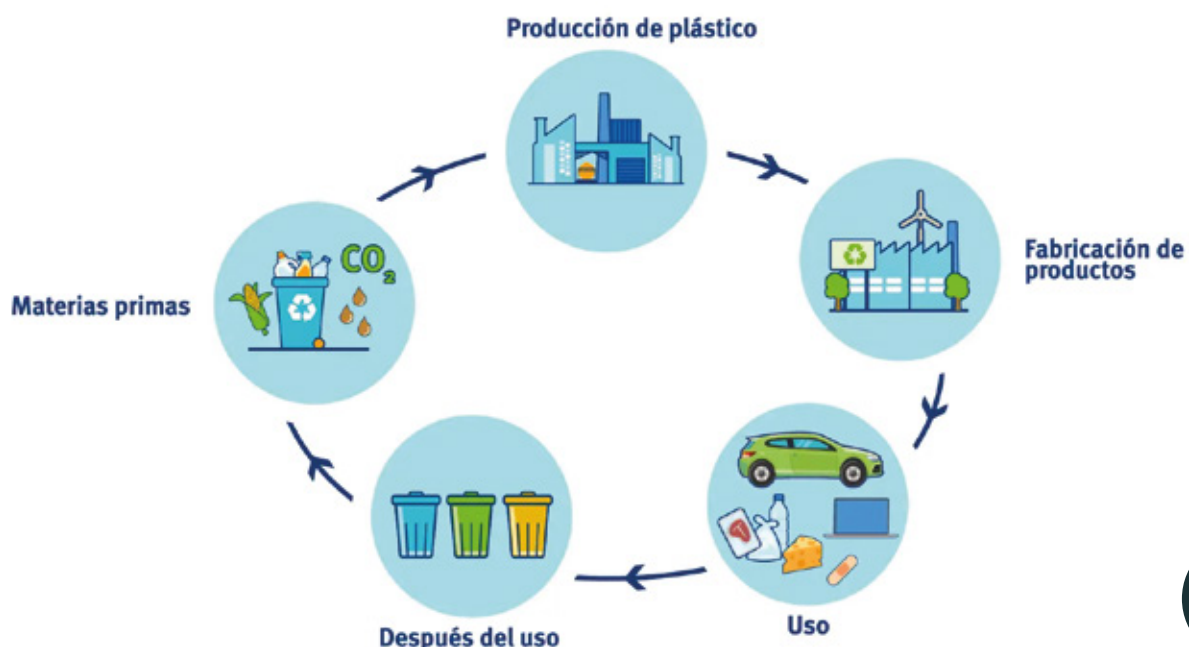 Producción de plástico
Fabricación de
productos
Materias primas
CO₂
Después del uso
Uso